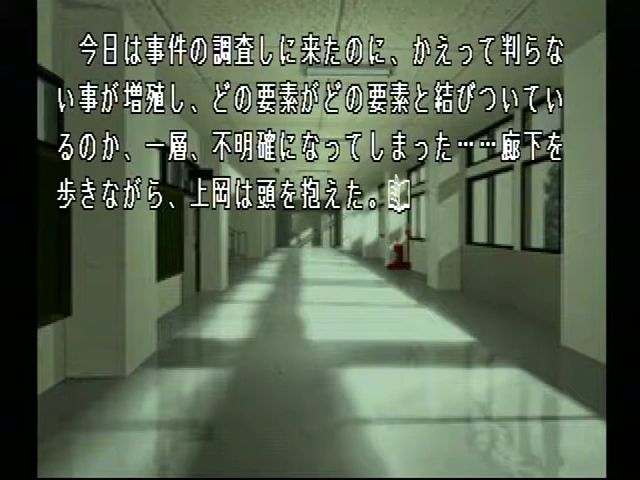 今日は事件の調査しに来たのに、かえって判らな
い事が増殖し、どの要素がどの要素と結びついてい
るのか、一層、不明確になってしまった……廊下を
歩きながら、上岡は頭を抱えた。